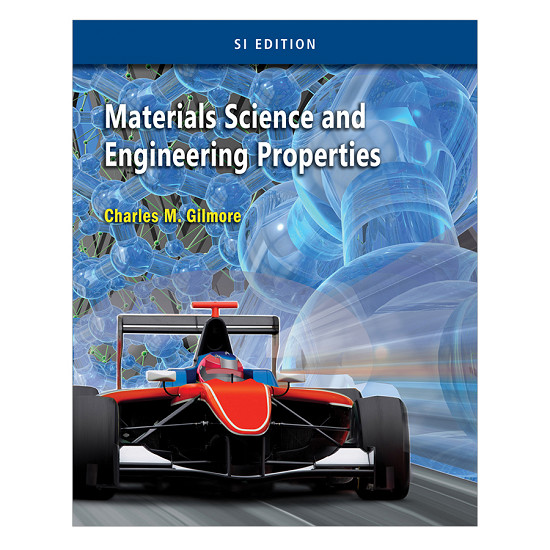 SI EDITION
Materials Science and
Engineering Properties
Charles M. Gilmore